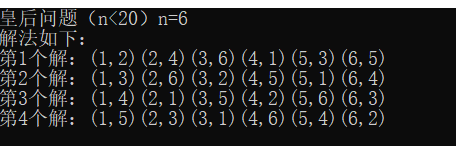 皇后问题（n<20）n=6
解法如下：
第1个解：(1,2)(2,4)(3,6)(4,1)(5,3)(6,5)
第2个解：(1,3)(2,6)(3,2)(4,5)(5,1)(6,4)
第3个解：(1,4)(2,1)(3,5)(4,2)(5,6)(6,3)
第4个解：(1,5)(2,3)(3,1)(4,6)(5,4)(6,2)